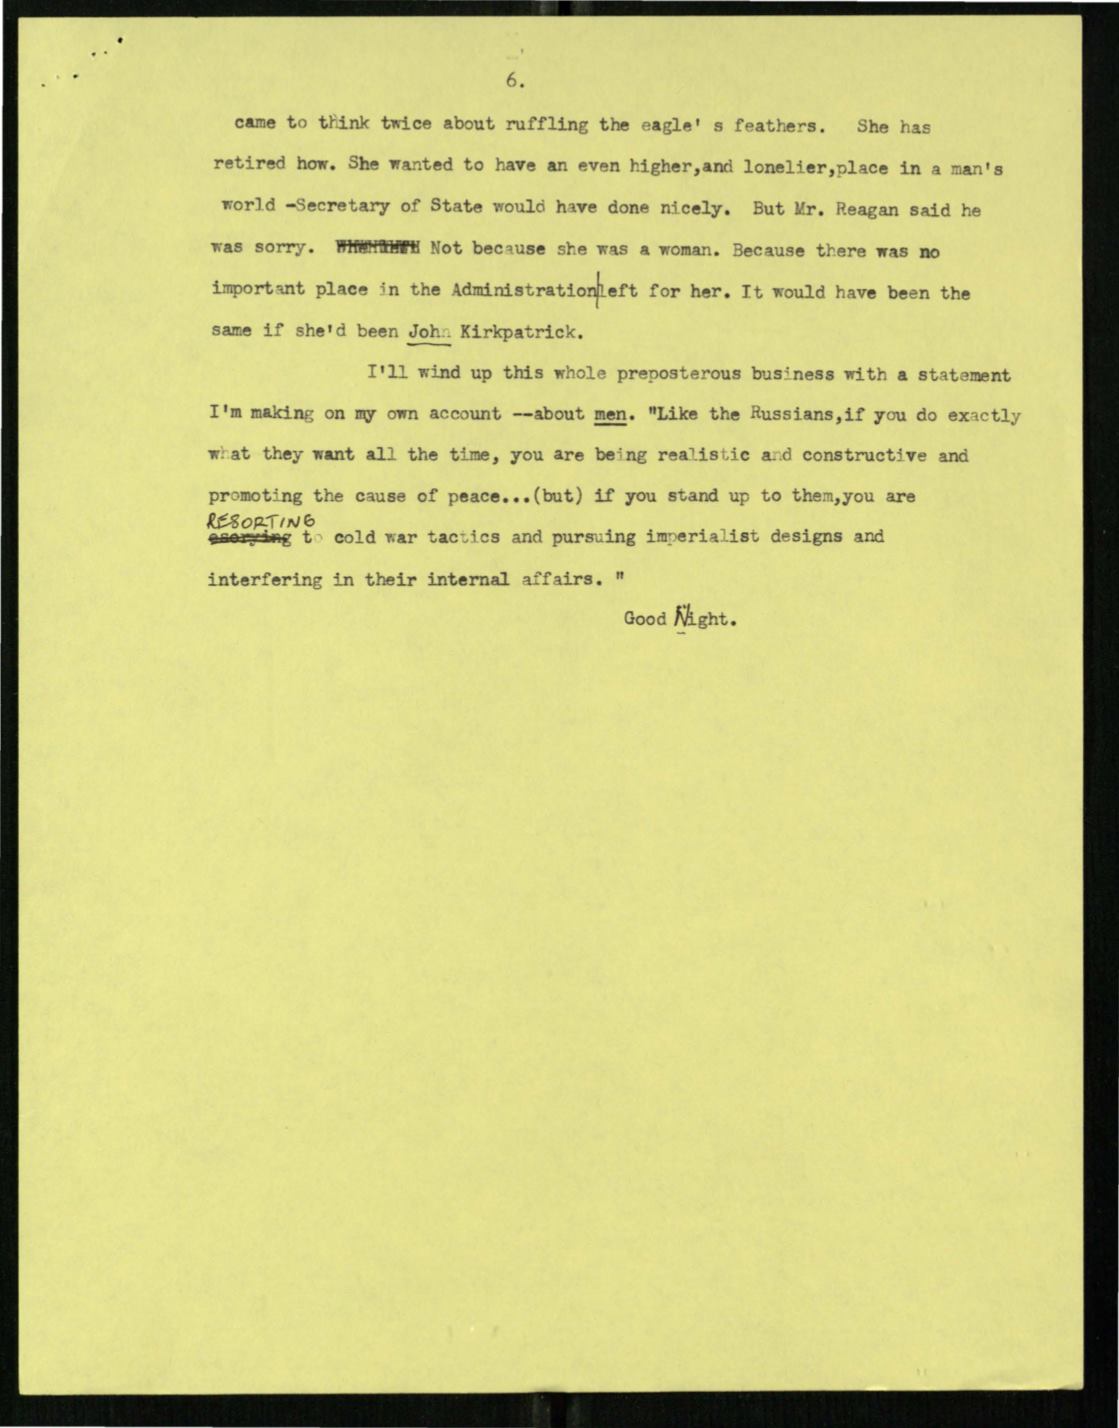 6.
came to think twice about ruffling the eagle' s feathers. She has
retired how. She wanted to have an even higher,and lonelier,place in a man's
world -Secretary of State would have done nicely. But Mr. Reagan said he
was sorry. Not because she was a woman. Because there was no
important place in the Administration left for her. It would have been the
same if she'd been John Kirkpatrick.
I'll wind up this whole preposterous business with a statement
I'm making on my own account --about men. "Like the Russians,if you do exactly
what they want all the time, you are being realistic and constructive and
promoting the cause of peace...(but) if you stand up to them,you are
RESORTING
to cold war tactics and pursuing imperialist designs and
interfering in their internal affairs. "
Good Night.